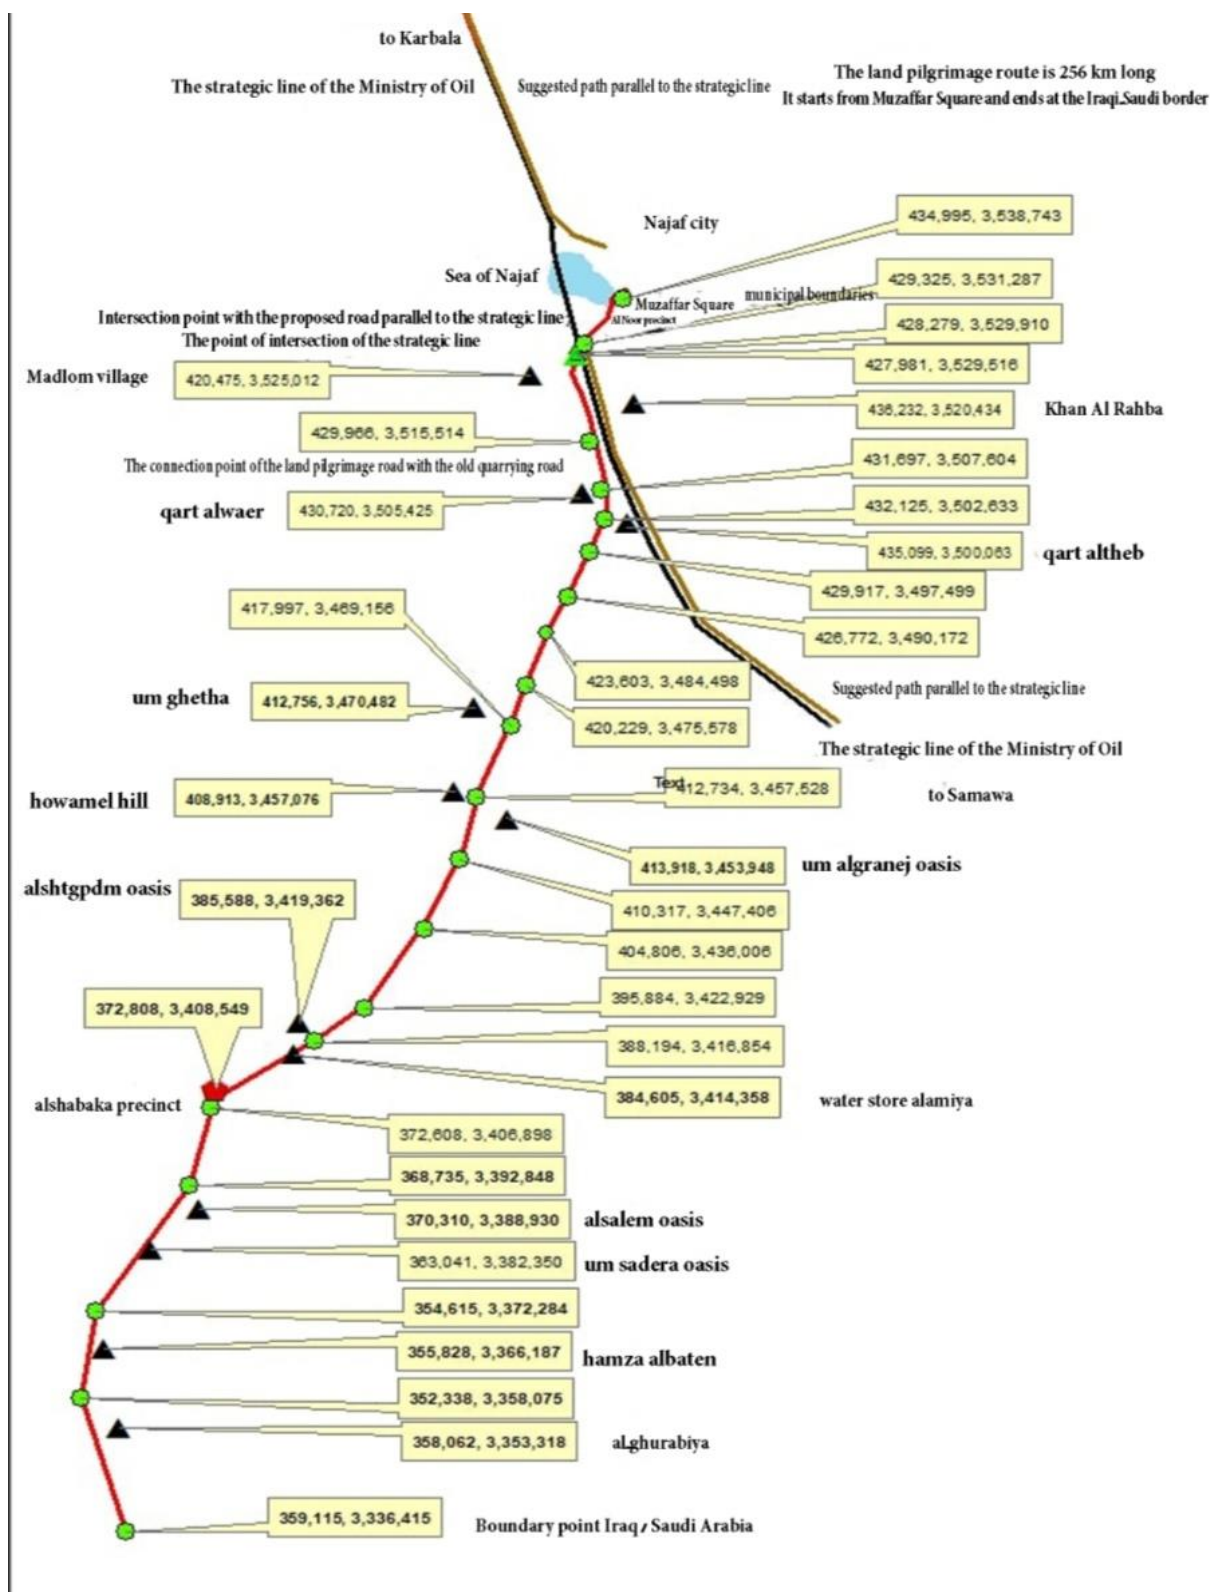 to Karbala
The strategic line of the Ministry of Oil
Suggested path parallel to the strategicline
The land pilgrimage route is 256 km long
It starts from Muzaffar Square and ends at the Iraqi_Saudi border
434,995, 3,538,743
Najaf city
Sea of Najaf
429,325, 3,531,287
municipal boundaries
Muzaffar Square
Al Noor precinct
Intersection point with the proposed road parallel to the strategic line
428,279, 3,529,910
The point of intersection of the strategic line
427,981, 3,529,516
Madlom village
420,475, 3,525,012
436,232, 3,520,434
Khan Al Rahba
429,966, 3,515,514
431,697, 3,507,604
The connection point of the land pilgrimage road with the old quarrying road
qart alwaer
430,720, 3,505,425
432,125, 3,502,633
435,099, 3,500,063
qart altheb
429,917, 3,497,499
417,997, 3,469,156
426,772, 3,490,172
423,603, 3,484,498
Suggested path parallel to the strategicline
um ghetha
412,756, 3,470,482
420,229, 3,475,578
The strategic line of the Ministry of Oil
Text
412,734, 3,457,528
to Samawa
howamel hill
408,913, 3,457,076
413,918, 3,453,948
um algranej oasis
alshtgpdm oasis
385,588, 3,419,362
410,317, 3,447,406
404,806, 3,436,006
395,884, 3,422,929
372,808, 3,408,549
388,194, 3,416,854
384,605, 3,414,358
water store alamiya
alshabaka precinct
372,608, 3,406,898
368,735, 3,392,848
370,310, 3,388,930
alsalem oasis
363,041, 3,382,350
um sadera oasis
354,615, 3,372,284
355,828, 3,366,187
hamza albaten
352,338, 3,358,075
358,062, 3,353,318
al_ghurabiya
359,115, 3,336,415
Boundary point Iraq / Saudi Arabia